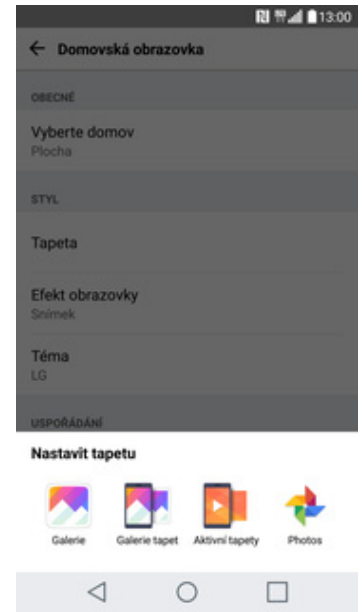 13:00
Domovská obrazovka
OBECNÉ
Vyberte domov
Plocha
STYL
Tapeta
Efekt obrazovky
Snímek
Téma
LG
USPOŘÁDÁNÍ
Nastavit tapetu
Galerie Galerie tapet Aktivní tapety Photos